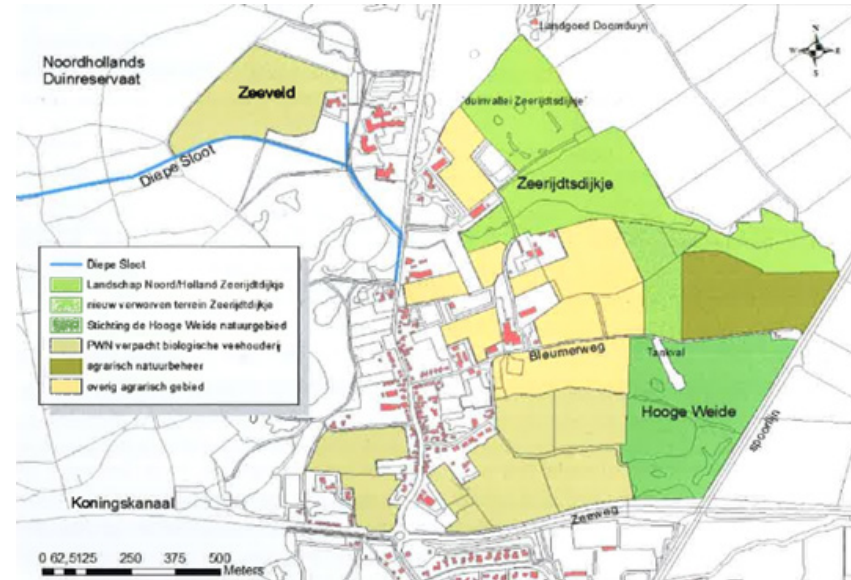 Landgoed Doornduyn
N
W E
S
Noordhollands
Duinreservaat
Zeeveld
"duinvallei Zeerijdtsdijkje"
Diepe Sloot
Zeerijdtsdijkje
Diepe Sloot
Landschap Noord/Holland Zeerijdtdijkje
nieuw verworven terrein Zeerijdtdijkje
Stichting de Hooge Weide natuurgebied
PWN verpacht biologische veehouderij
agrarisch natuurbeheer
overig agrarisch gebied
Bleumerweg
Tankval
Hooge Weide
spoorlijn
Koningskanaal
Zeeweg
0 62,5125 250 375 500
Meters